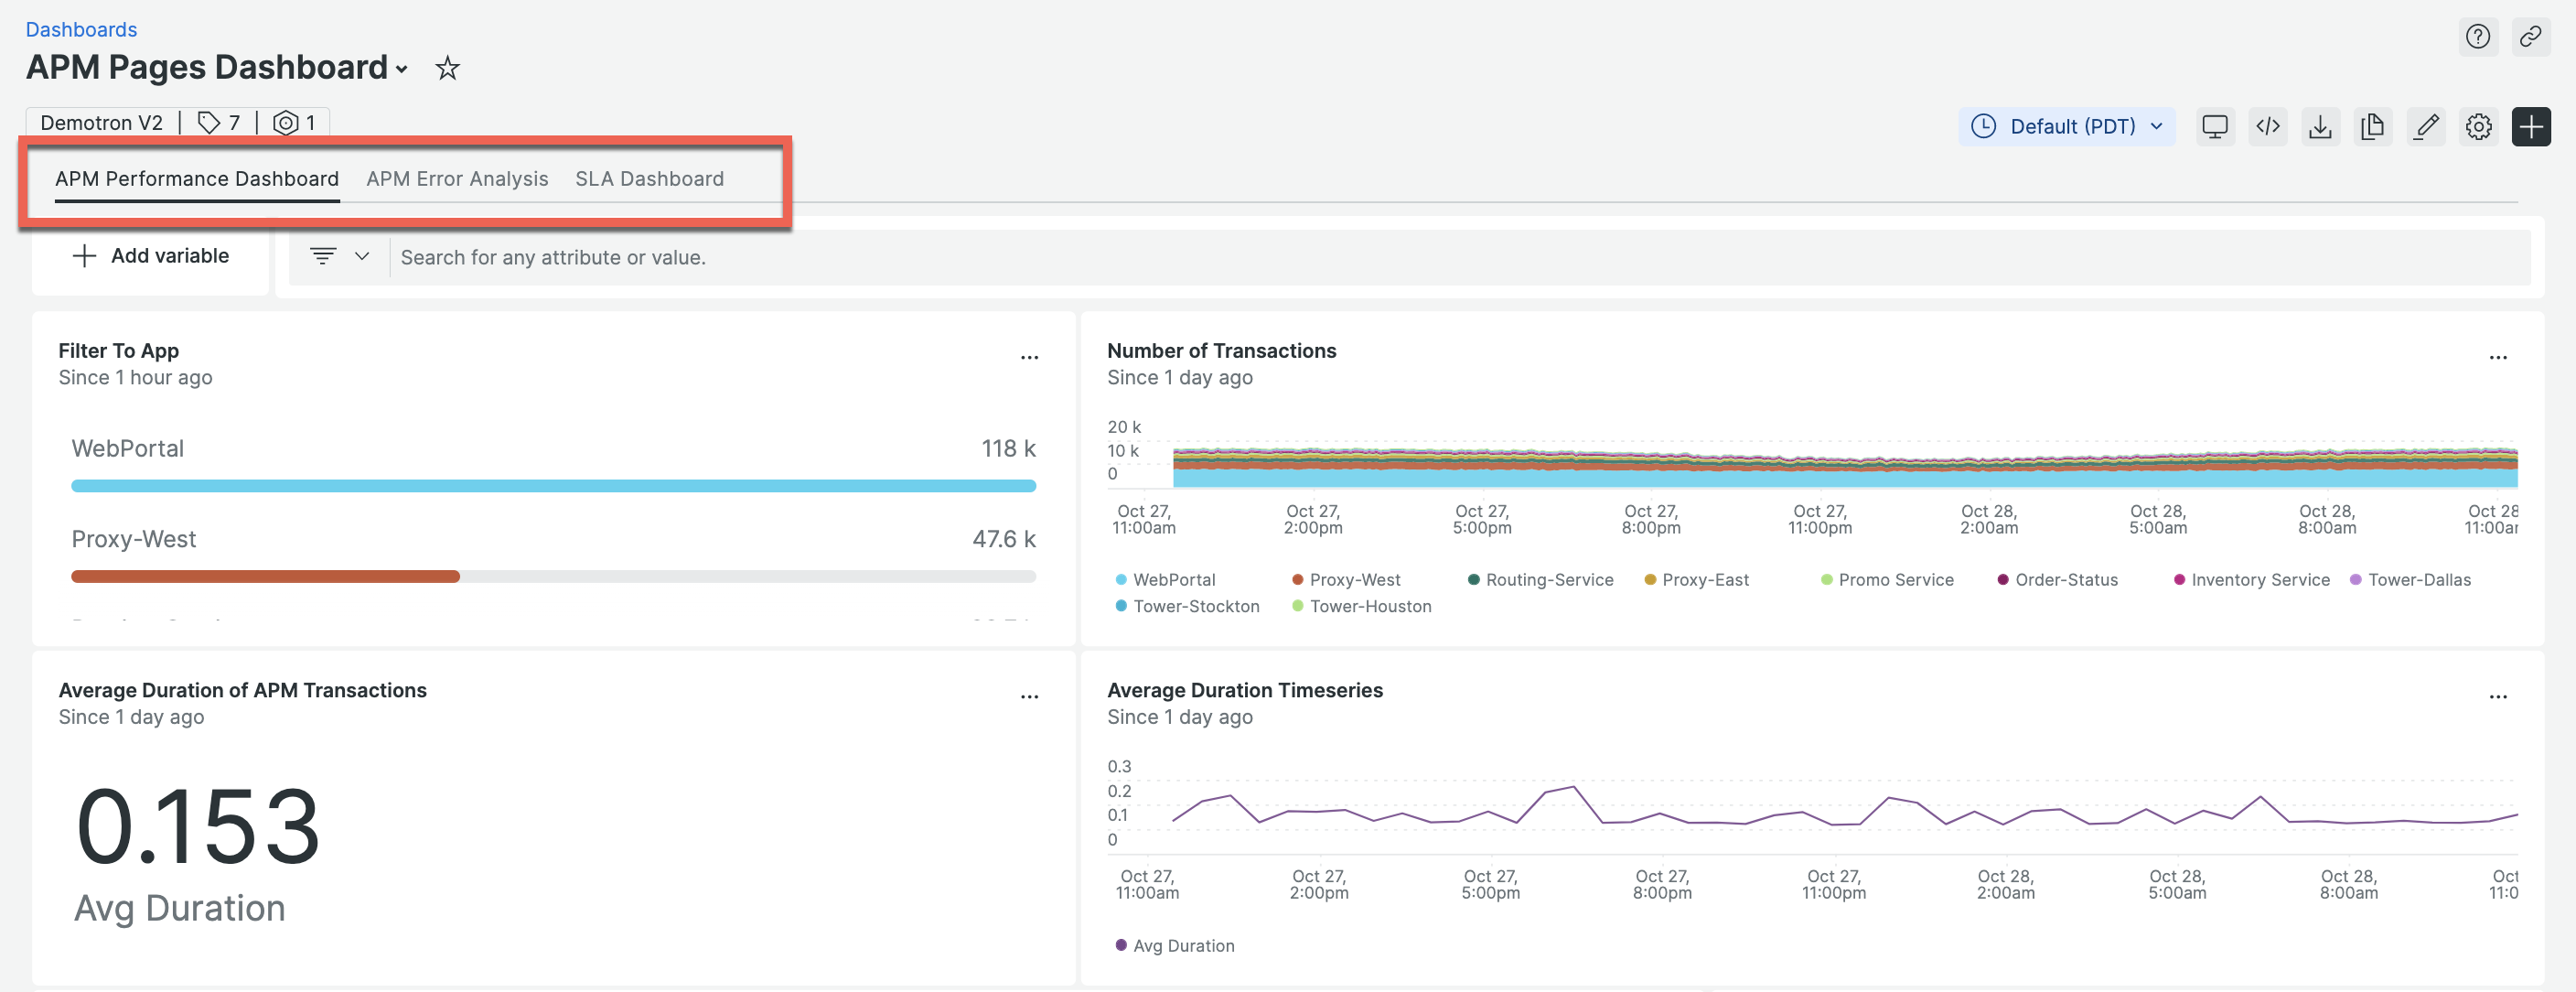 Dashboards
APM Pages Dashboard
Demotron V2 | 7 | 1
Default (PDT)
APM Performance Dashboard APM Error Analysis SLA Dashboard
Add variable
Search for any attribute or value.
Filter To App
Since 1 hour ago
WebPortal 118 k
Proxy-West 47.6 k
Number of Transactions
Since 1 day ago
20 k
10 k
0
Oct 27, Oct 27, Oct 27, Oct 27, Oct 27, Oct 28, Oct 28, Oct 28, Oct 28
11:00am 2:00pm 5:00pm 8:00pm 11:00pm 2:00am 5:00am 8:00am 11:00ar
WebPortal Proxy-West Routing-Service Proxy-East Promo Service Order-Status Inventory Service Tower-Dallas
Tower-Stockton Tower-Houston
Average Duration of APM Transactions
Since 1 day ago
0.153
Avg Duration
Average Duration Timeseries
Since 1 day ago
0.3
0.2
0.1
0
Oct 27, Oct 27, Oct 27, Oct 27, Oct 27, Oct 28, Oct 28, Oct 28, Oct
11:00am 2:00pm 5:00pm 8:00pm 11:00pm 2:00am 5:00am 8:00am 11:0
Avg Duration